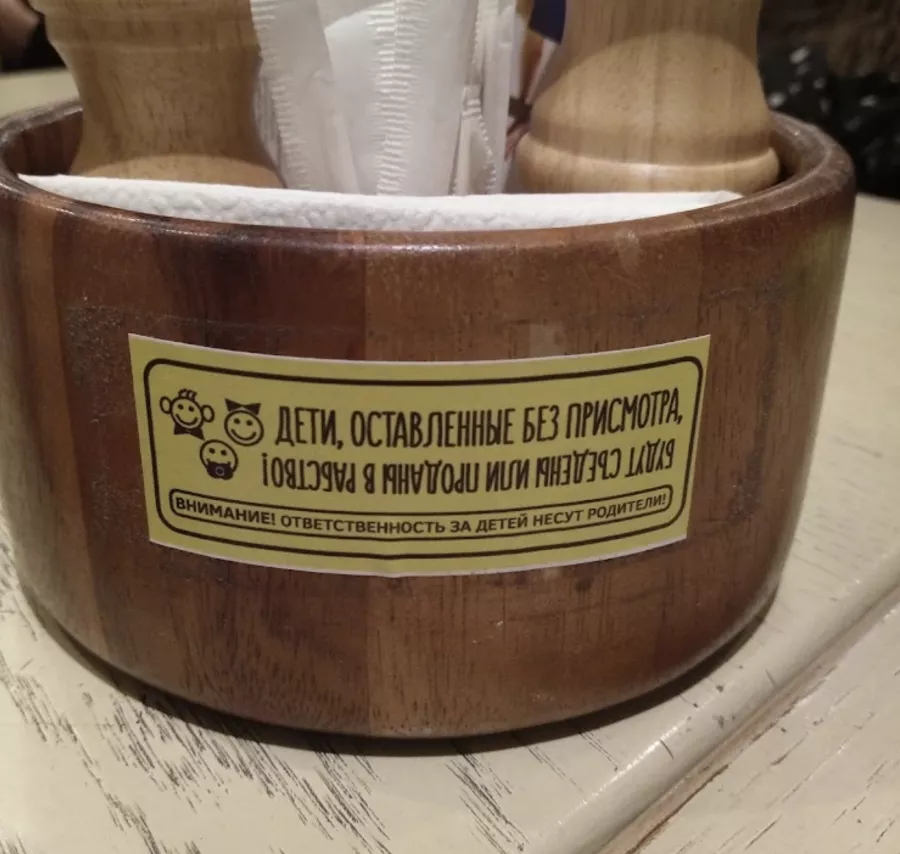 ДЕТИ, ОСТАВЛЕННЫЕ БЕЗ ПРИСМОТРА,
БУДУТ СЪЕДЕНЫ ИЛИ ПРОДАНЫ В РАБСТВО!
ВНИМАНИЕ! ОТВЕТСТВЕННОСТЬ ЗА ДЕТЕЙ НЕСУТ РОДИТЕЛИ!